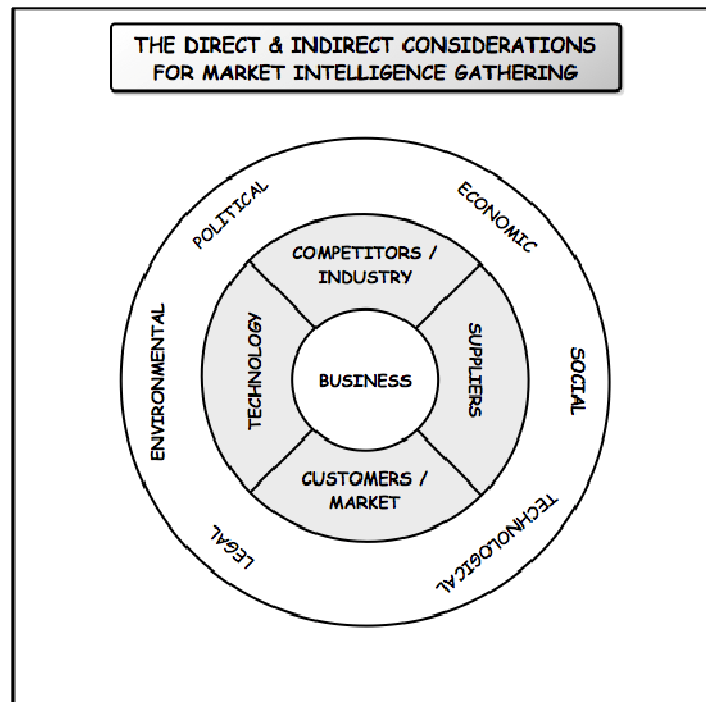 THE DIRECT & INDIRECT CONSIDERATIONS
FOR MARKET INTELLIGENCE GATHERING
POLITICAL
ECONOMIC
COMPETITORS /
INDUSTRY
ENVIRONMENTAL
TECHNOLOGY
BUSINESS
SUPPLIERS
SOCIAL
CUSTOMERS /
MARKET
LEGAL
TECHNOLOGICAL